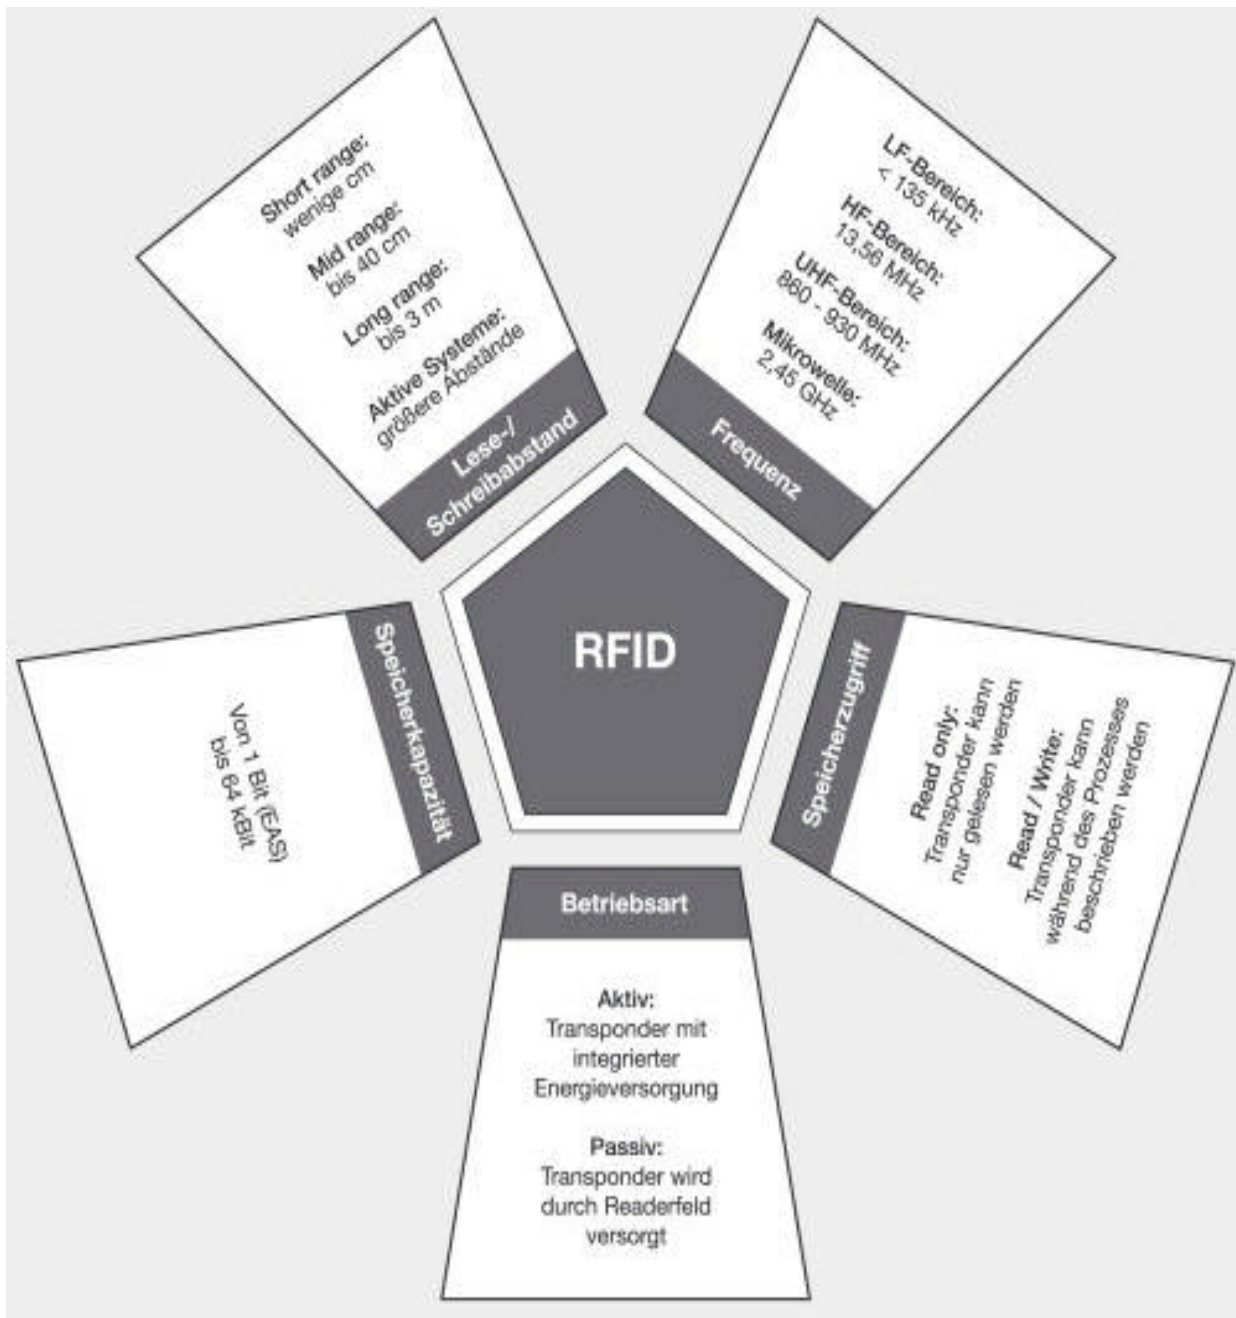 Short range:
wenige cm
Mid range:
bis 40 cm
Long range:
bis 3 m
Aktive Systeme:
größere Abstände
Lese-/
Schreibabstand
LF-Bereich:
< 135 kHz
HF-Bereich:
13,56 MHz
UHF-Bereich:
860 - 930 MHz
Mikrowelle:
2,45 GHz
Frequenz
RFID
Speicherkapazität
Von 1 Bit (EAS)
bis 64 kBit
Speicherzugriff
Read only:
Transponder kann
nur gelesen werden
Read / Write:
Transponder kann
während des Prozesses
beschrieben werden
Betriebsart
Aktiv:
Transponder mit
integrierter
Energieversorgung
Passiv:
Transponder wird
durch Readerfeld
versorgt